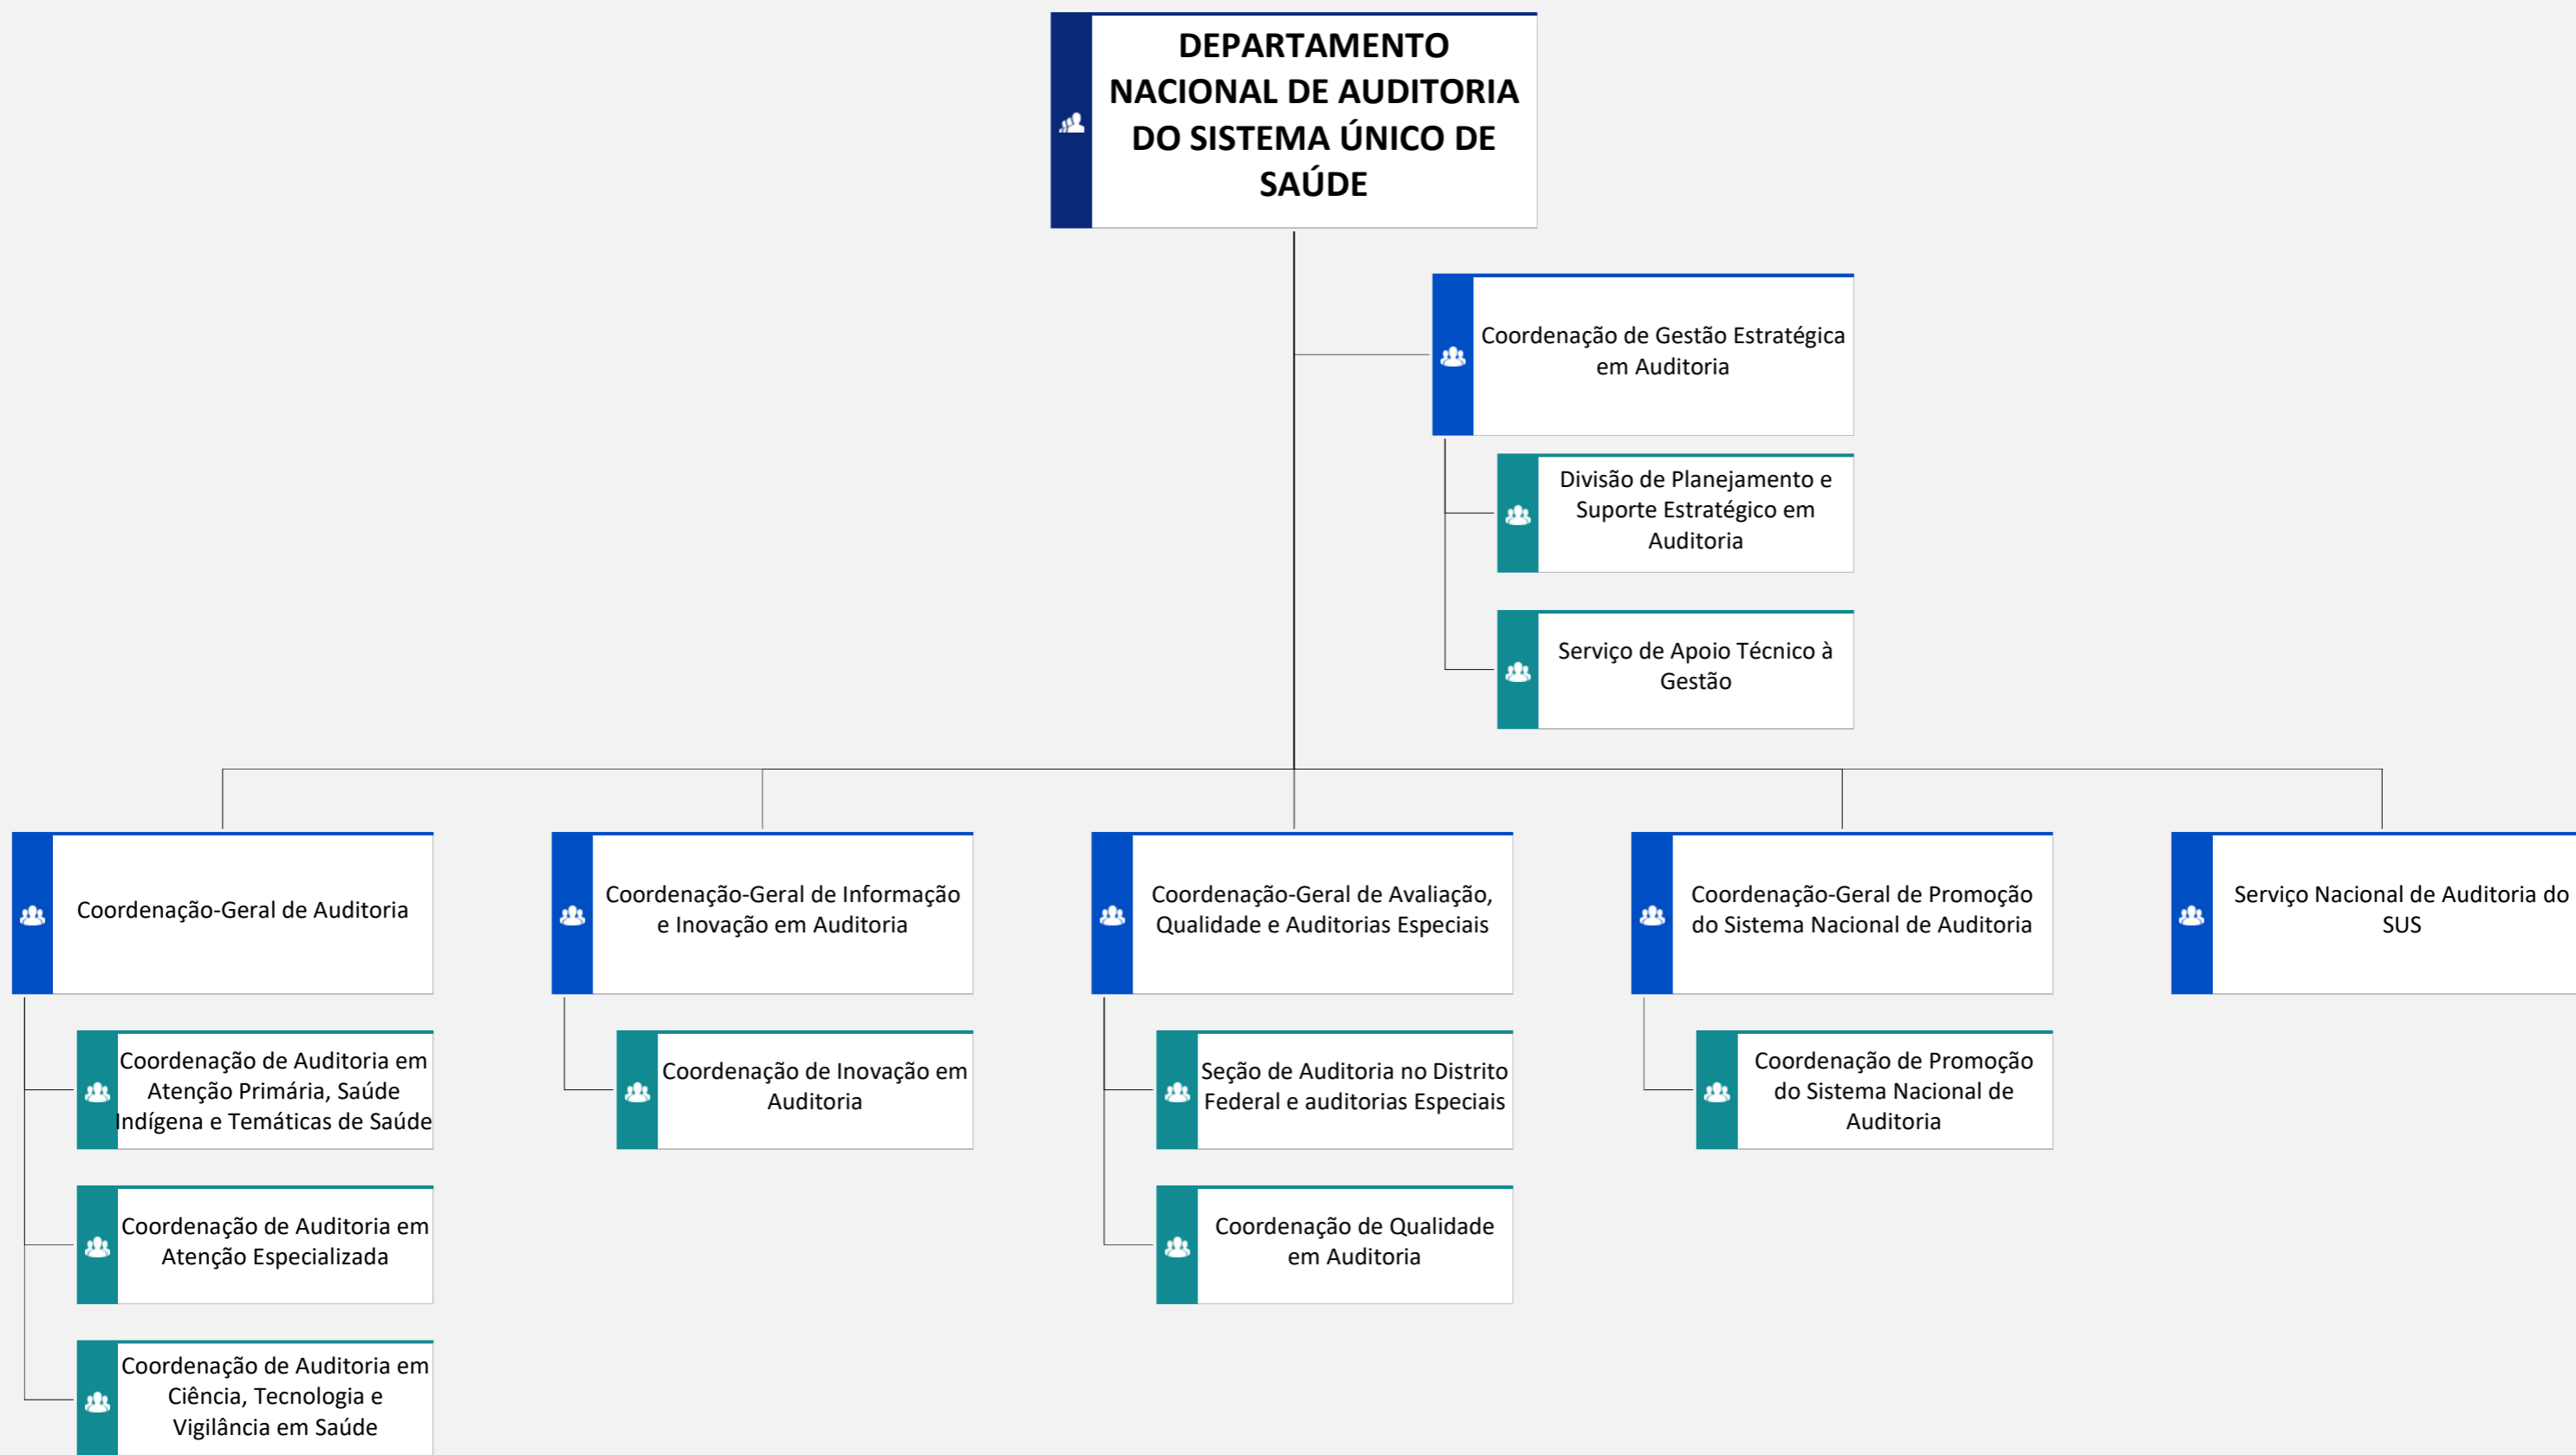 DEPARTAMENTO
NACIONAL DE AUDITORIA
DO SISTEMA ÚNICO DE
SAÚDE
Coordenação de Gestão Estratégica
em Auditoria
Divisão de Planejamento e
Suporte Estratégico em
Auditoria
Serviço de Apoio Técnico à
Gestão
Coordenação-Geral de Auditoria
Coordenação de Auditoria em
Atenção Primária, Saúde
Indígena e Temáticas de Saúde
Coordenação de Auditoria em
Atenção Especializada
Coordenação de Auditoria em
Ciência, Tecnologia e
Vigilância em Saúde
Coordenação-Geral de Informação
e Inovação em Auditoria
Coordenação de Inovação em
Auditoria
Coordenação-Geral de Avaliação,
Qualidade e Auditorias Especiais
Seção de Auditoria no Distrito
Federal e auditorias Especiais
Coordenação de Qualidade
em Auditoria
Coordenação-Geral de Promoção
do Sistema Nacional de Auditoria
Coordenação de Promoção
do Sistema Nacional de
Auditoria
Serviço Nacional de Auditoria do
SUS